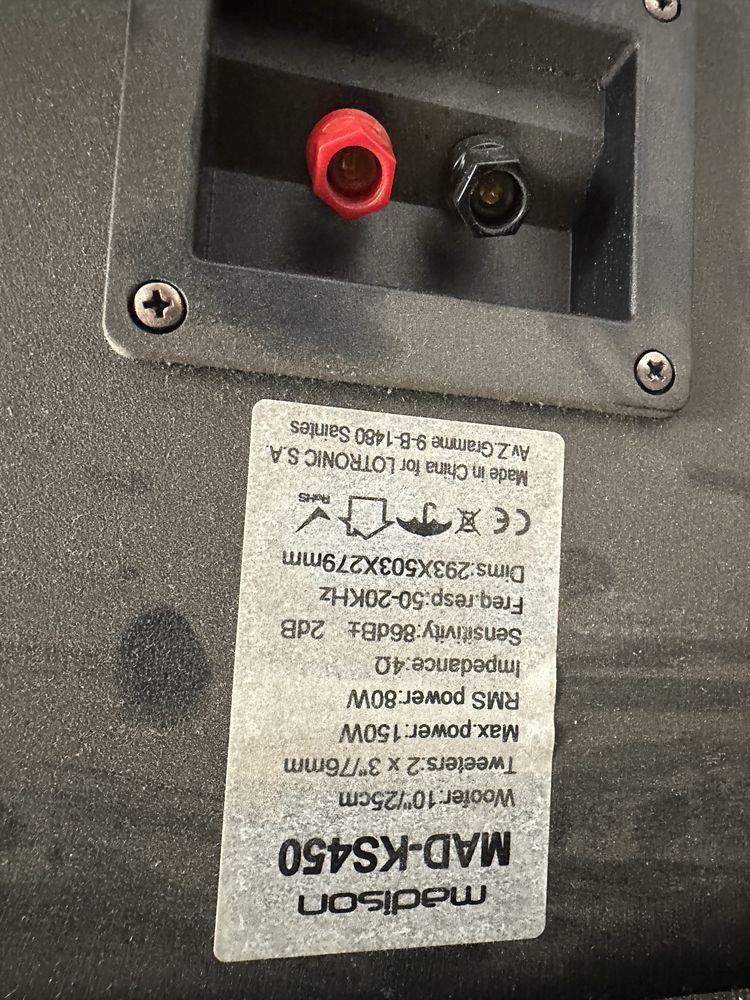 madison
MAD-KS450
Woofer:10"/25cm
Tweeters:2 x 3"/76mm
Max.power:150W
RMS power:80W
Impedance:4Ω
Sensitivity:86dB± 2dB
Freq.resp:50-20KHz
Dims:293X503X279mm
CE RoHS
Made in China for LOTRONIC S.A.
Av.Z.Gramme 9-B-1480 Saintes